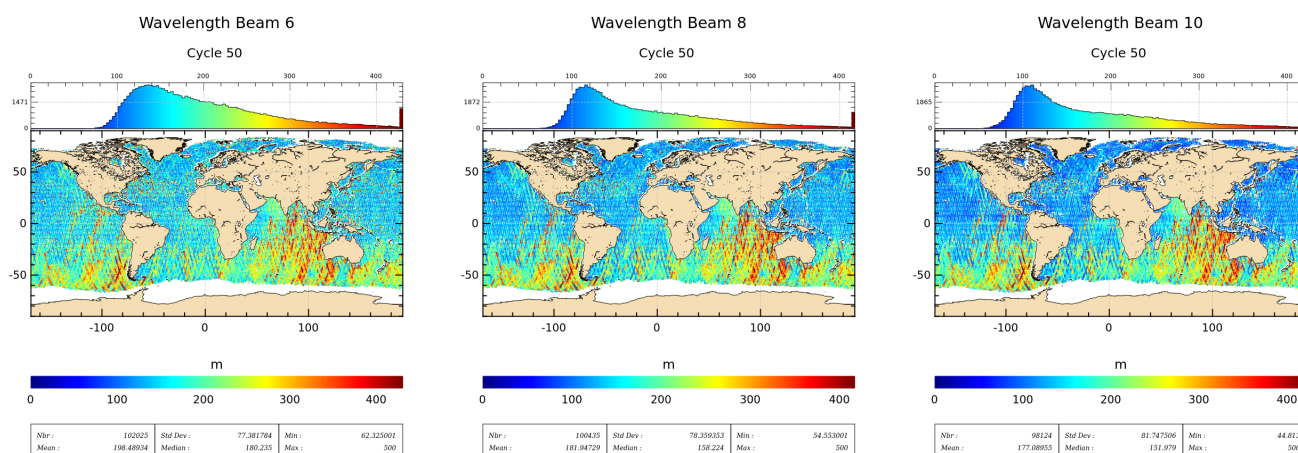 Wavelength Beam 6 Wavelength Beam 8 Wavelength Beam 10
Cycle 50 Cycle 50 Cycle 50
0 100 200 300 400 0 100 200 300 400 0 100 200 300 400
1471 1872 1865
0 0 0
50 50 50
0 0 0
-50 -50 -50
-100 0 100 -100 0 100 -100 0 100
m m
0 100 200 300 400 0 100 200 300 400 0 100 200 300 400
Nbr : 102025 Std Dev : 77.381784 Min : 62.325001 Nbr : 100435 Std Dev : 78.359353 Min : 54.553001 Nbr : 98124 Std Dev : 81.747506 Min :
Mean : 198.48934 Median : 180.235 Max : 500 Mean : 181.94729 Median : 158.224 Max : 500 Mean : 177.08955 Median : 151.979 Max : 500